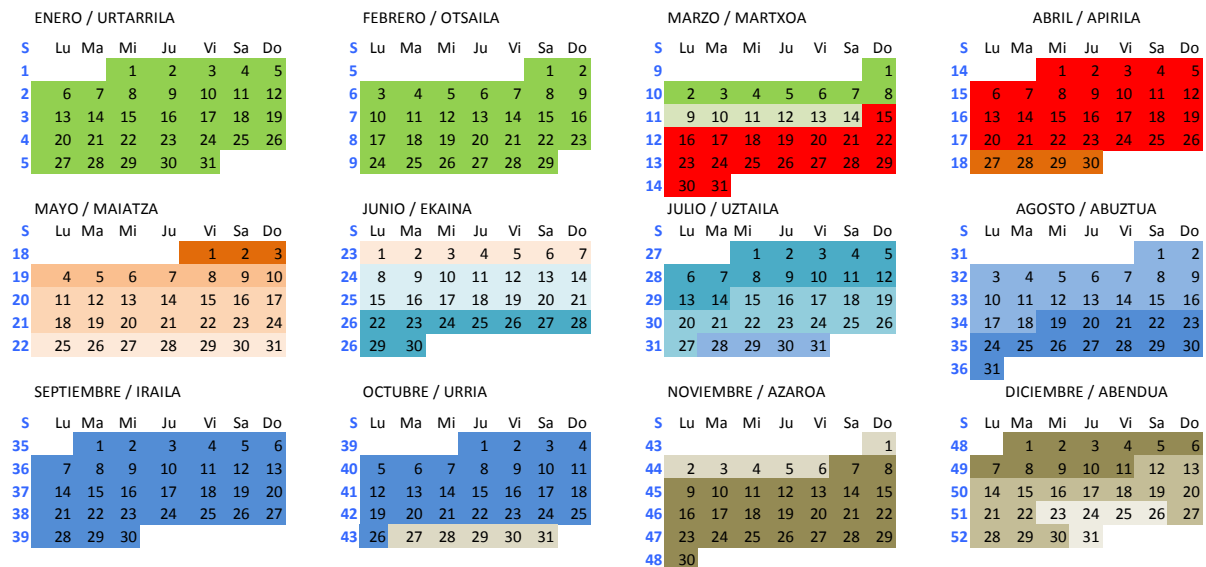 ENERO / URTARRILA
S Lu Ma Mi Ju Vi Sa Do
1 1 2 3 4 5
2 6 7 8 9 10 11 12
3 13 14 15 16 17 18 19
4 20 21 22 23 24 25 26
5 27 28 29 30 31
FEBRERO / OTSAILA
S Lu Ma Mi Ju Vi Sa Do
5 1 2
6 3 4 5 6 7 8 9
7 10 11 12 13 14 15 16
8 17 18 19 20 21 22 23
9 24 25 26 27 28 29
MARZO / MARTXOA
S Lu Ma Mi Ju Vi Sa Do
9 1
10 2 3 4 5 6 7 8
11 9 10 11 12 13 14 15
12 16 17 18 19 20 21 22
13 23 24 25 26 27 28 29
14 30 31
ABRIL / APIRILA
S Lu Ma Mi Ju Vi Sa Do
14 1 2 3 4 5
15 6 7 8 9 10 11 12
16 13 14 15 16 17 18 19
17 20 21 22 23 24 25 26
18 27 28 29 30
MAYO / MAIATZA
S Lu Ma Mi Ju Vi Sa Do
18 1 2 3
19 4 5 6 7 8 9 10
20 11 12 13 14 15 16 17
21 18 19 20 21 22 23 24
22 25 26 27 28 29 30 31
JUNIO / EKAINA
S Lu Ma Mi Ju Vi Sa Do
23 1 2 3 4 5 6 7
24 8 9 10 11 12 13 14
25 15 16 17 18 19 20 21
26 22 23 24 25 26 27 28
26 29 30
JULIO / UZTAILA
S Lu Ma Mi Ju Vi Sa Do
27 1 2 3 4 5
28 6 7 8 9 10 11 12
29 13 14 15 16 17 18 19
30 20 21 22 23 24 25 26
31 27 28 29 30 31
AGOSTO / ABUZTUA
S Lu Ma Mi Ju Vi Sa Do
31 1 2
32 3 4 5 6 7 8 9
33 10 11 12 13 14 15 16
34 17 18 19 20 21 22 23
35 24 25 26 27 28 29 30
36 31
SEPTIEMBRE / IRAILA
S Lu Ma Mi Ju Vi Sa Do
35 1 2 3 4 5 6
36 7 8 9 10 11 12 13
37 14 15 16 17 18 19 20
38 21 22 23 24 25 26 27
39 28 29 30
OCTUBRE / URRIA
S Lu Ma Mi Ju Vi Sa Do
39 1 2 3 4
40 5 6 7 8 9 10 11
41 12 13 14 15 16 17 18
42 19 20 21 22 23 24 25
43 26 27 28 29 30 31
NOVIEMBRE / AZAROA
S Lu Ma Mi Ju Vi Sa Do
43 1
44 2 3 4 5 6 7 8
45 9 10 11 12 13 14 15
46 16 17 18 19 20 21 22
47 23 24 25 26 27 28 29
48 30
DICIEMBRE / ABENDUA
S Lu Ma Mi Ju Vi Sa Do
48 1 2 3 4 5 6
49 7 8 9 10 11 12 13
50 14 15 16 17 18 19 20
51 21 22 23 24 25 26 27
52 28 29 30 31